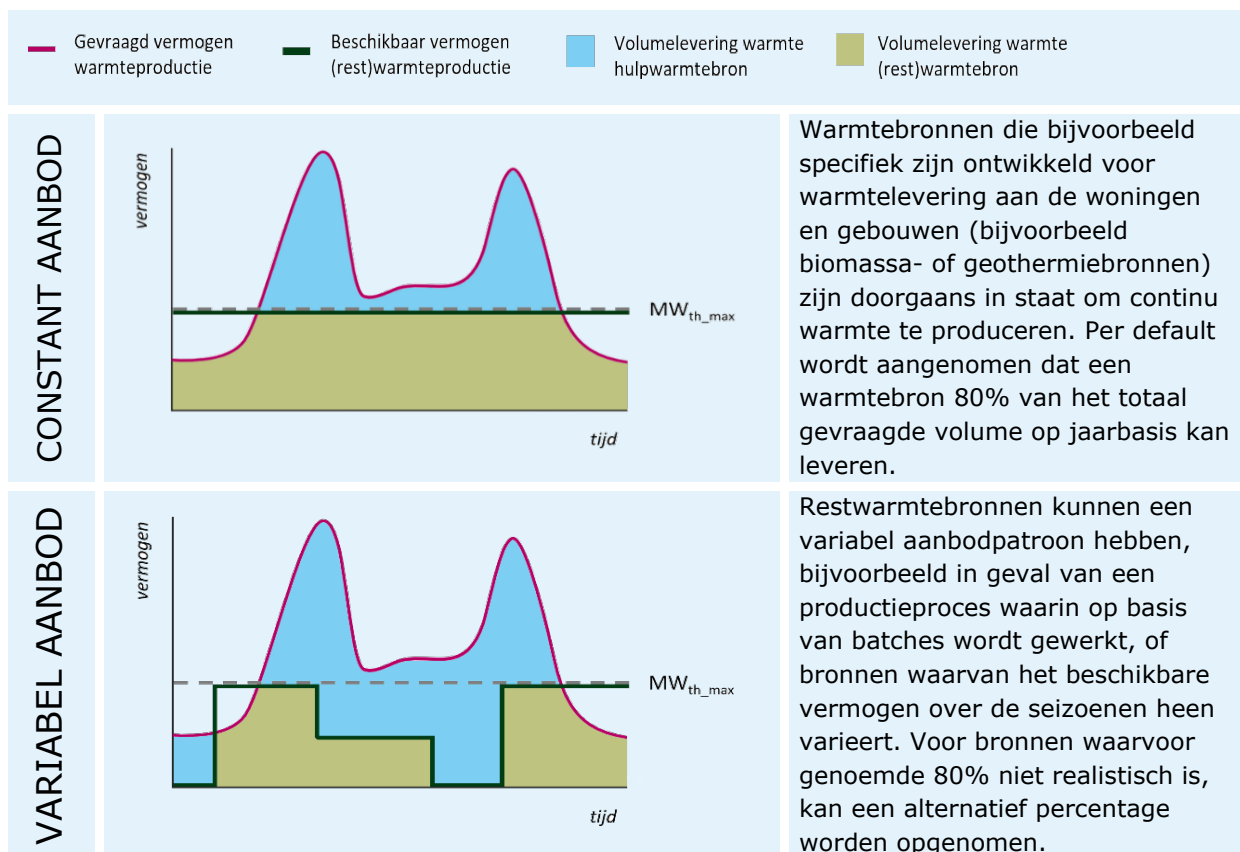 Gevraagd vermogen
warmteproductie
Beschikbaar vermogen
(rest)warmteproductie
Volumelevering warmte
hulpwarmtebron
Volumelevering warmte
(rest)warmtebron
CONSTANT AANBOD
vermogen
MWth_max
tijd
Warmtebronnen die bijvoorbeeld
specifiek zijn ontwikkeld voor
warmtelevering aan de woningen
en gebouwen (bijvoorbeeld
biomassa- of geothermiebronnen)
zijn doorgaans in staat om continu
warmte te produceren. Per default
wordt aangenomen dat een
warmtebron 80% van het totaal
gevraagde volume op jaarbasis kan
leveren.
VARIABEL AANBOD
vermogen
MWth_max
tijd
Restwarmtebronnen kunnen een
variabel aanbodpatroon hebben,
bijvoorbeeld in geval van een
productieproces waarin op basis
van batches wordt gewerkt, of
bronnen waarvan het beschikbare
vermogen over de seizoenen heen
varieert. Voor bronnen waarvoor
genoemde 80% niet realistisch is,
kan een alternatief percentage
worden opgenomen.